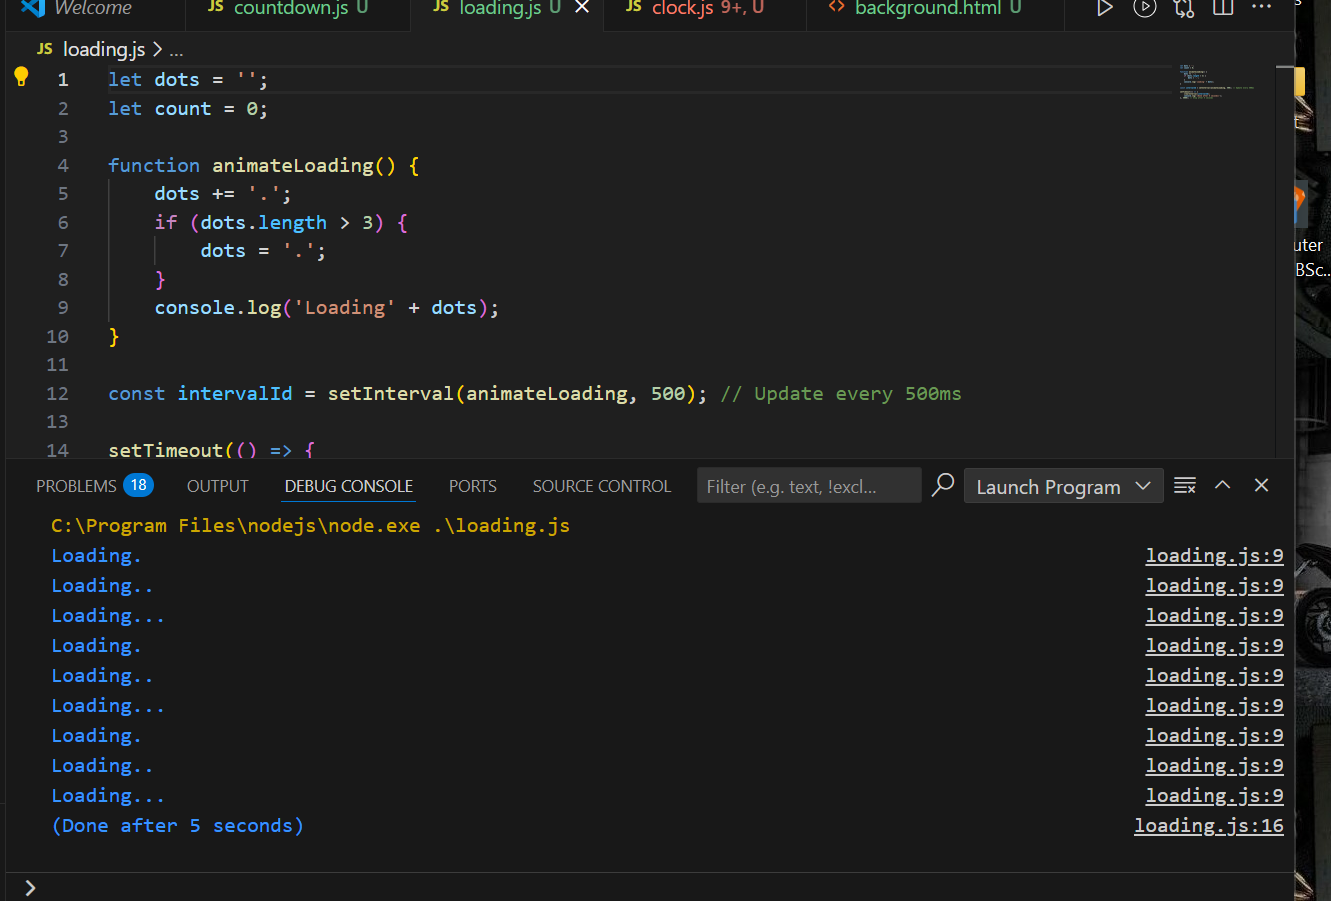 Welcome JS countdown.js U JS loading.js U JS clock.js 9+, U <> background.html U
JS loading.js > ...
1 let dots = '';
2 let count = 0;
3
4 function animateLoading() {
5 dots += '.';
6 if (dots.length > 3) {
7 dots = '.';
8 }
9 console.log('Loading' + dots);
10 }
11
12 const intervalId = setInterval(animateLoading, 500); // Update every 500ms
13
14 setTimeout(() => {
PROBLEMS 18 OUTPUT DEBUG CONSOLE PORTS SOURCE CONTROL Filter (e.g. text, !excl... Launch Program
C:\Program Files\nodejs\node.exe .\loading.js
Loading. loading.js:9
Loading.. loading.js:9
Loading... loading.js:9
Loading. loading.js:9
Loading.. loading.js:9
Loading... loading.js:9
Loading. loading.js:9
Loading.. loading.js:9
Loading... loading.js:9
(Done after 5 seconds) loading.js:16
>
uter
BSc...